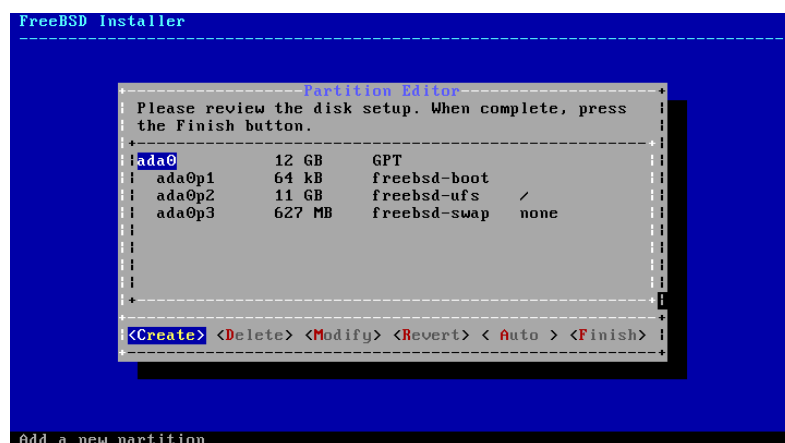 FreeBSD Installer
Partition Editor
Please review the disk setup. When complete, press
the Finish button.
ada0 12 GB GPT
ada0p1 64 kB freebsd-boot
ada0p2 11 GB freebsd-ufs /
ada0p3 627 MB freebsd-swap none
<Create> <Delete> <Modify> <Revert> < Auto > <Finish>
Add a new partition